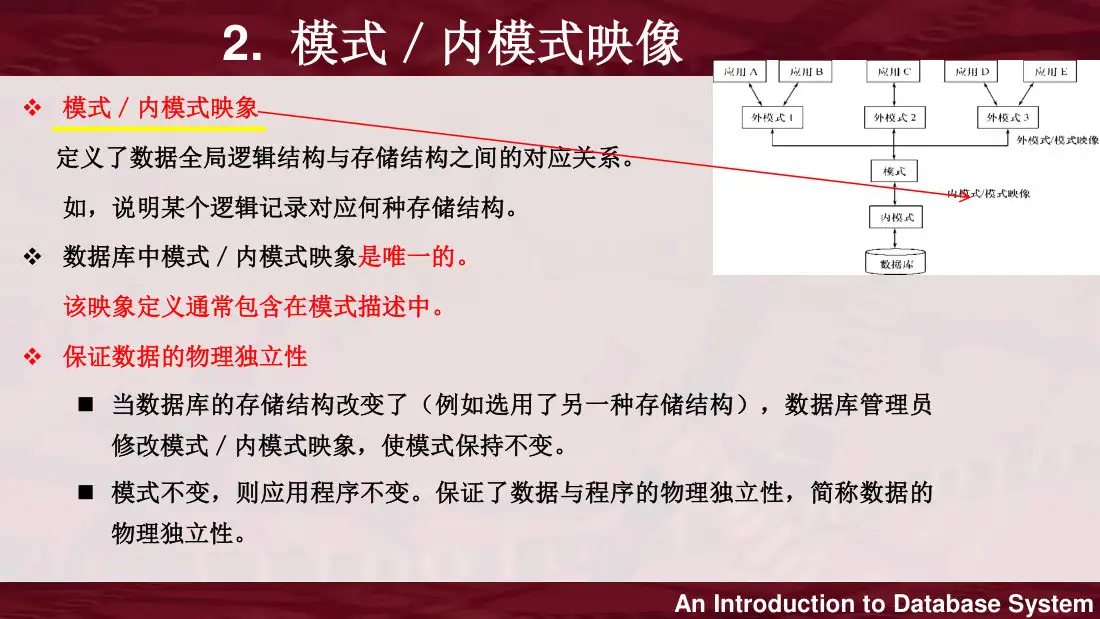 2. 模式／内模式映像
❖ 模式／内模式映象
定义了数据全局逻辑结构与存储结构之间的对应关系。
如，说明某个逻辑记录对应何种存储结构。
❖ 数据库中模式／内模式映象是唯一的。
该映象定义通常包含在模式描述中。
❖ 保证数据的物理独立性
■ 当数据库的存储结构改变了（例如选用了另一种存储结构），数据库管理员
修改模式／内模式映象，使模式保持不变。
■ 模式不变，则应用程序不变。保证了数据与程序的物理独立性，简称数据的
物理独立性。
应用 A 应用 B 应用 C 应用 D 应用 E
外模式 1 外模式 2 外模式 3
外模式/模式映像
模式
内模式/模式映像
内模式
数据库
An Introduction to Database System